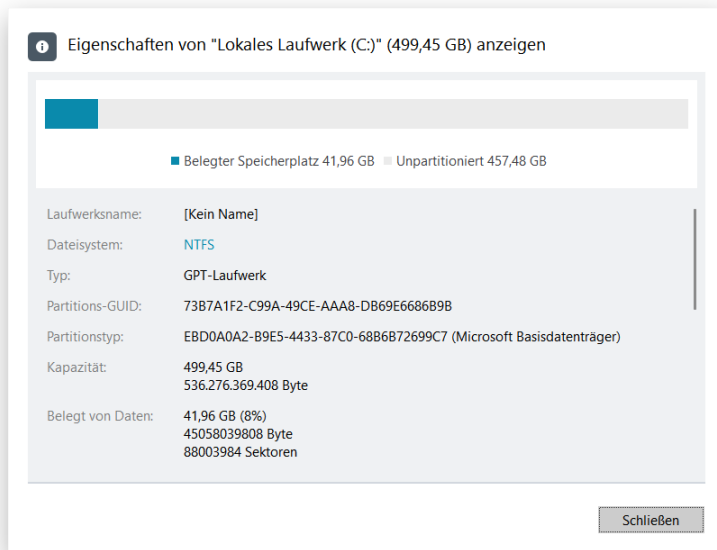 Eigenschaften von "Lokales Laufwerk (C:)" (499,45 GB) anzeigen
Belegter Speicherplatz 41,96 GB Unpartitioniert 457,48 GB
Laufwerksname: [Kein Name]
Dateisystem: NTFS
Typ: GPT-Laufwerk
Partitions-GUID: 73B7A1F2-C99A-49CE-AAA8-DB69E6686B9B
Partitionstyp: EBD0A0A2-B9E5-4433-87C0-68B6B72699C7 (Microsoft Basisdatenträger)
Kapazität: 499,45 GB
536.276.369.408 Byte
Belegt von Daten: 41,96 GB (8%)
45058039808 Byte
88003984 Sektoren
Schließen